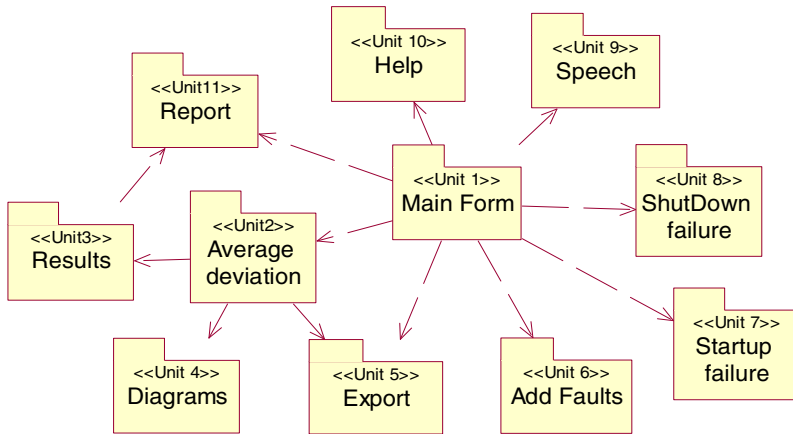 <<Unit 10>>
Help
<<Unit 9>>
Speech
<<Unit11>>
Report
<<Unit 1>>
Main Form
<<Unit 8>>
ShutDown
failure
<<Unit3>>
Results
<<Unit2>>
Average
deviation
<<Unit 7>>
Startup
failure
<<Unit 4>>
Diagrams
<<Unit 5>>
Export
<<Unit 6>>
Add Faults